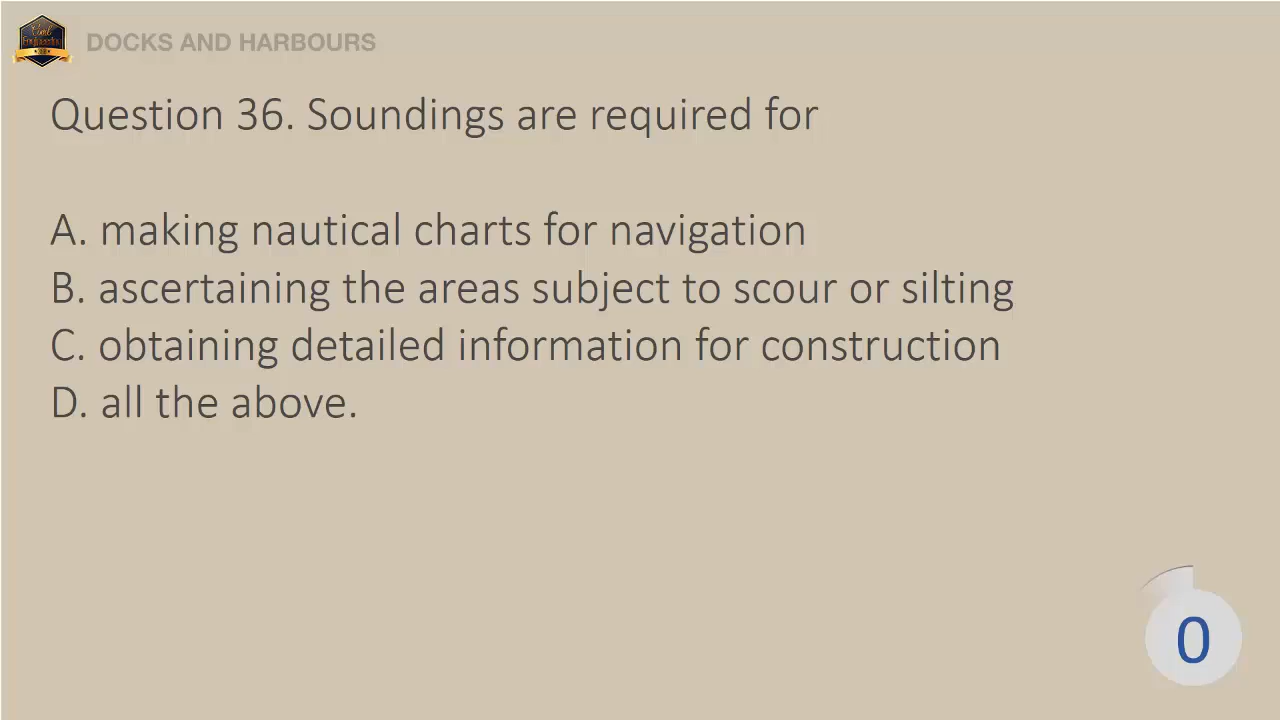 DOCKS AND HARBOURS
Question 36. Soundings are required for
A. making nautical charts for navigation
B. ascertaining the areas subject to scour or silting
C. obtaining detailed information for construction
D. all the above.
0